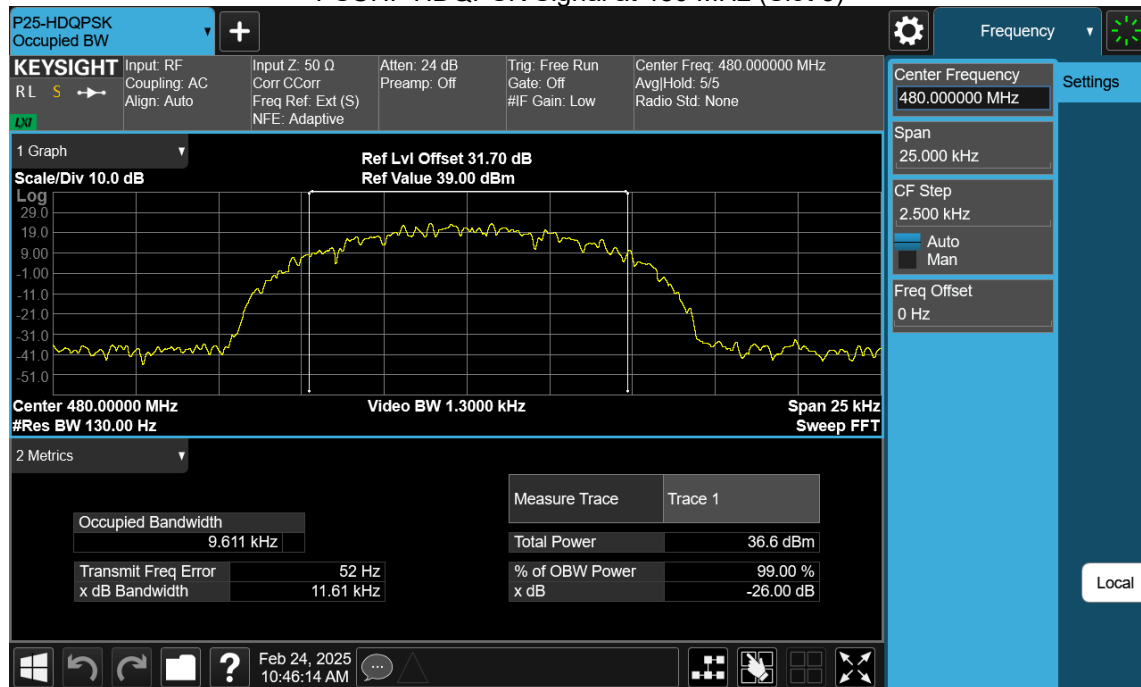 P25-HDQPSK
Occupied BW
+
Frequency
KEYSIGHT
RL S
LXI
Input: RF
Coupling: AC
Align: Auto
Input Z: 50 Ω
Corr CCorr
Freq Ref: Ext (S)
NFE: Adaptive
Atten: 24 dB
Preamp: Off
Trig: Free Run
Gate: Off
#IF Gain: Low
Center Freq: 480.000000 MHz
Avg|Hold: 5/5
Radio Std: None
Center Frequency
480.000000 MHz
Settings
Span
25.000 kHz
CF Step
2.500 kHz
Auto
Man
Freq Offset
0 Hz
Local
1 Graph
Scale/Div 10.0 dB
Ref Lvl Offset 31.70 dB
Ref Value 39.00 dBm
Log
29.0
19.0
9.00
-1.00
-11.0
-21.0
-31.0
-41.0
-51.0
Center 480.00000 MHz
#Res BW 130.00 Hz
Video BW 1.3000 kHz
Span 25 kHz
Sweep FFT
2 Metrics
Measure Trace Trace 1
Occupied Bandwidth
9.611 kHz
Total Power 36.6 dBm
Transmit Freq Error 52 Hz
% of OBW Power 99.00 %
x dB Bandwidth 11.61 kHz
x dB -26.00 dB
?
Feb 24, 2025
10:46:14 AM